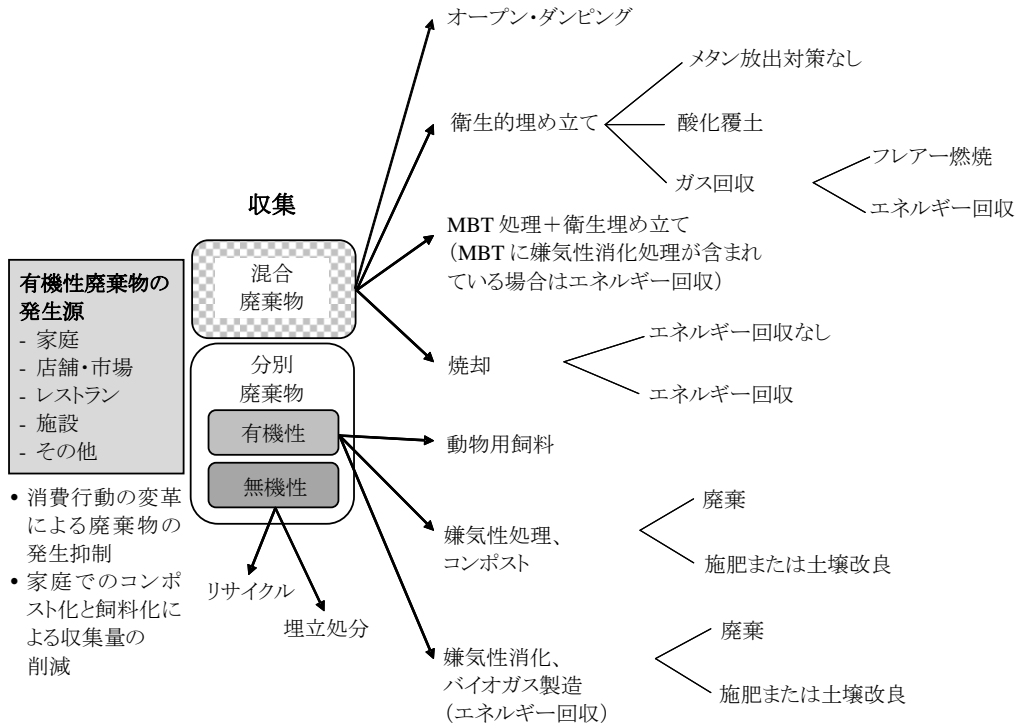 オープン・ダンピング
メタン放出対策なし
衛生的埋め立て
酸化覆土
フレアー燃焼
ガス回収
エネルギー回収
収集
MBT 処理＋衛生埋め立て
（MBT に嫌気性消化処理が含まれ
ている場合はエネルギー回収）
混合
廃棄物
有機性廃棄物の
発生源
- 家庭
- 店舗・市場
- レストラン
- 施設
- その他
エネルギー回収なし
焼却
エネルギー回収
分別
廃棄物
有機性
無機性
動物用飼料
• 消費行動の変革
による廃棄物の
発生抑制
• 家庭でのコンポ
スト化と飼料化に
よる収集量の
削減
廃棄
嫌気性処理、
コンポスト
施肥または土壌改良
リサイクル
埋立処分
廃棄
嫌気性消化、
バイオガス製造
（エネルギー回収）
施肥または土壌改良